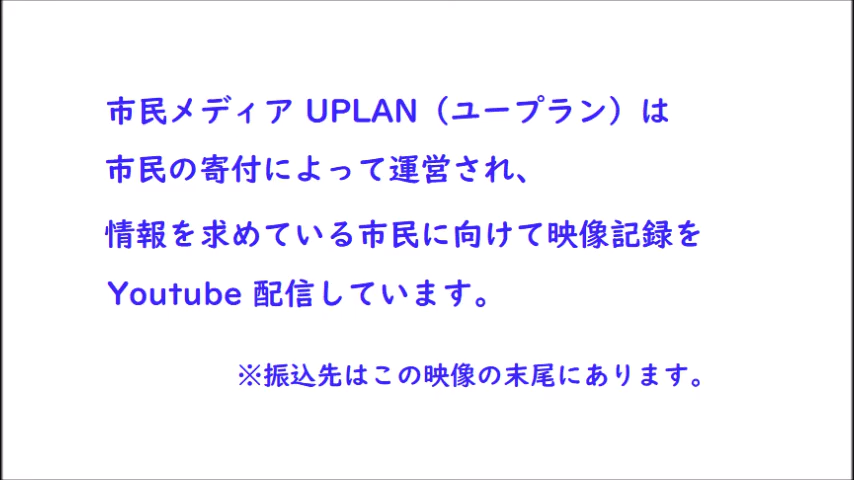 市民メディア UPLAN（ユープラン）は
市民の寄付によって運営され、
情報を求めている市民に向けて映像記録を
Youtube 配信しています。
※振込先はこの映像の末尾にあります。